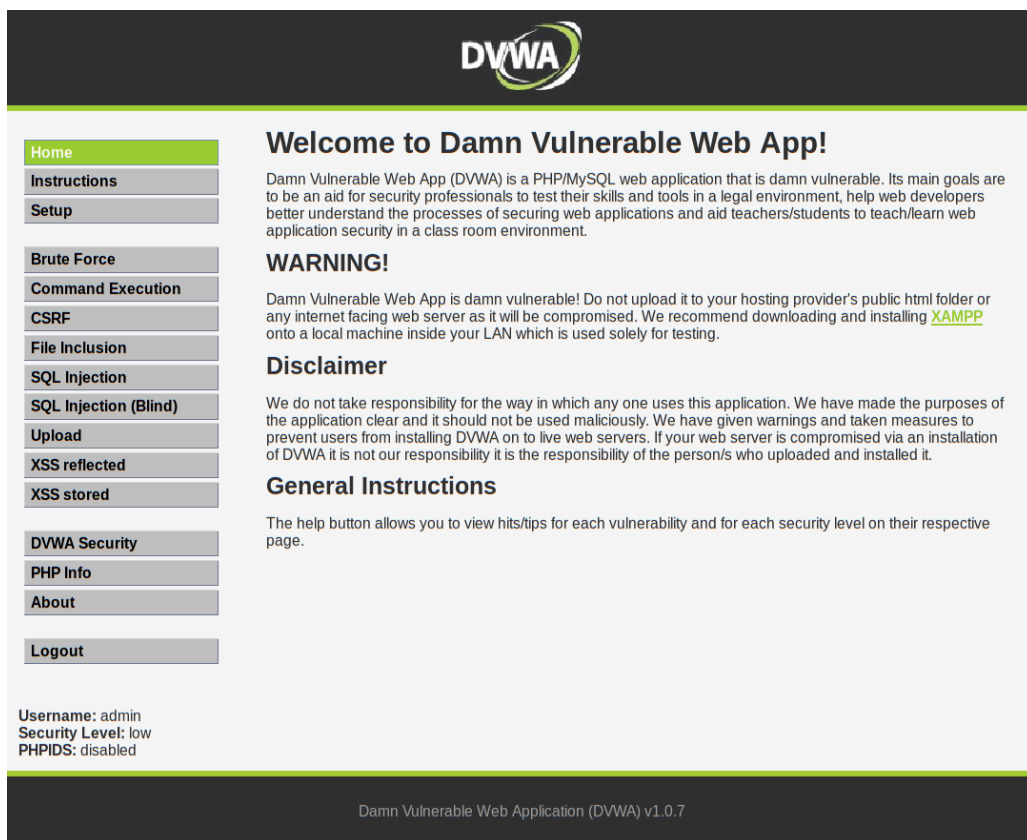 DVWA
Home
Instructions
Setup
Brute Force
Command Execution
CSRF
File Inclusion
SQL Injection
SQL Injection (Blind)
Upload
XSS reflected
XSS stored
DVWA Security
PHP Info
About
Logout
Username: admin
Security Level: low
PHPIDS: disabled
Welcome to Damn Vulnerable Web App!
Damn Vulnerable Web App (DVWA) is a PHP/MySQL web application that is damn vulnerable. Its main goals are
to be an aid for security professionals to test their skills and tools in a legal environment, help web developers
better understand the processes of securing web applications and aid teachers/students to teach/learn web
application security in a class room environment.
WARNING!
Damn Vulnerable Web App is damn vulnerable! Do not upload it to your hosting provider's public html folder or
any internet facing web server as it will be compromised. We recommend downloading and installing XAMPP
onto a local machine inside your LAN which is used solely for testing.
Disclaimer
We do not take responsibility for the way in which any one uses this application. We have made the purposes of
the application clear and it should not be used maliciously. We have given warnings and taken measures to
prevent users from installing DVWA on to live web servers. If your web server is compromised via an installation
of DVWA it is not our responsibility it is the responsibility of the person/s who uploaded and installed it.
General Instructions
The help button allows you to view hits/tips for each vulnerability and for each security level on their respective
page.
Damn Vulnerable Web Application (DVWA) v1.0.7